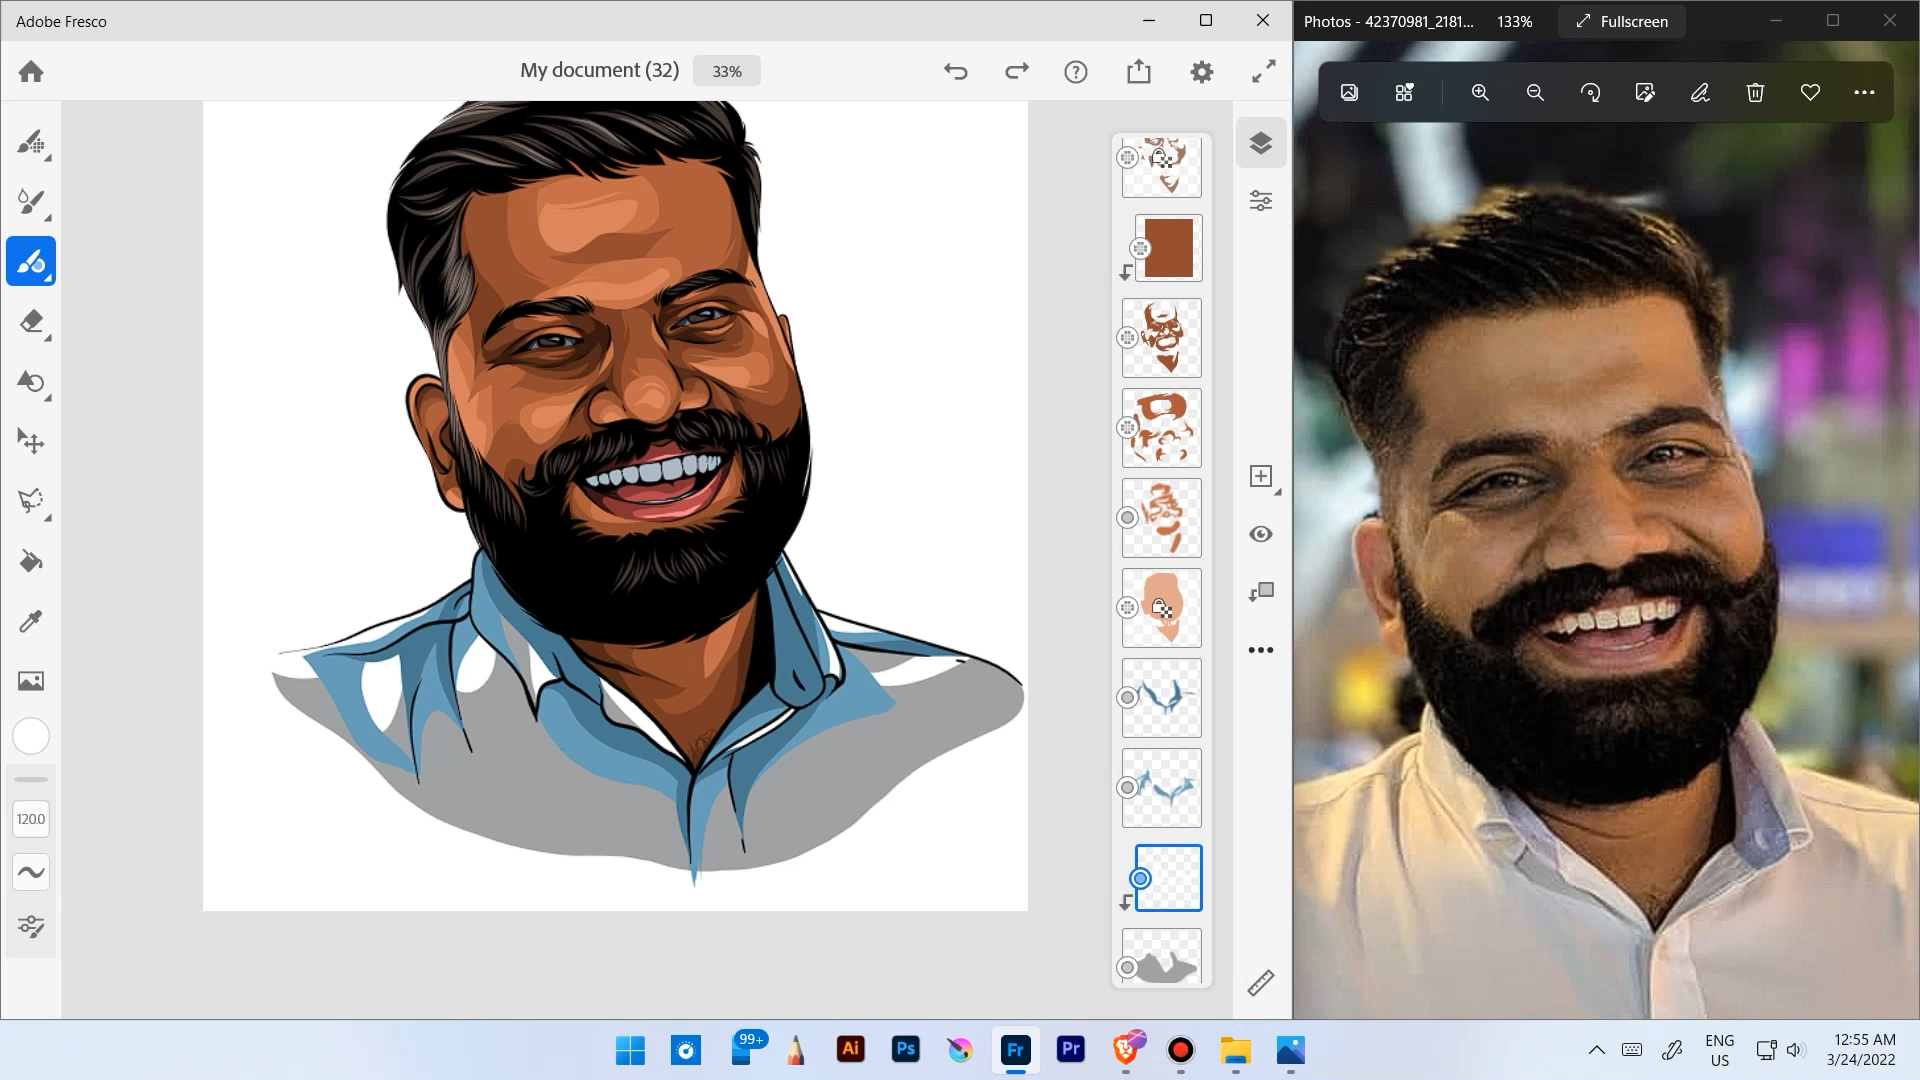 Adobe Fresco
Photos - 42370981_2181... 133% Fullscreen
My document (32) 33%
120.0
99+
Ai
Ps
Fr
Pr
ENG
US
12:55 AM
3/24/2022